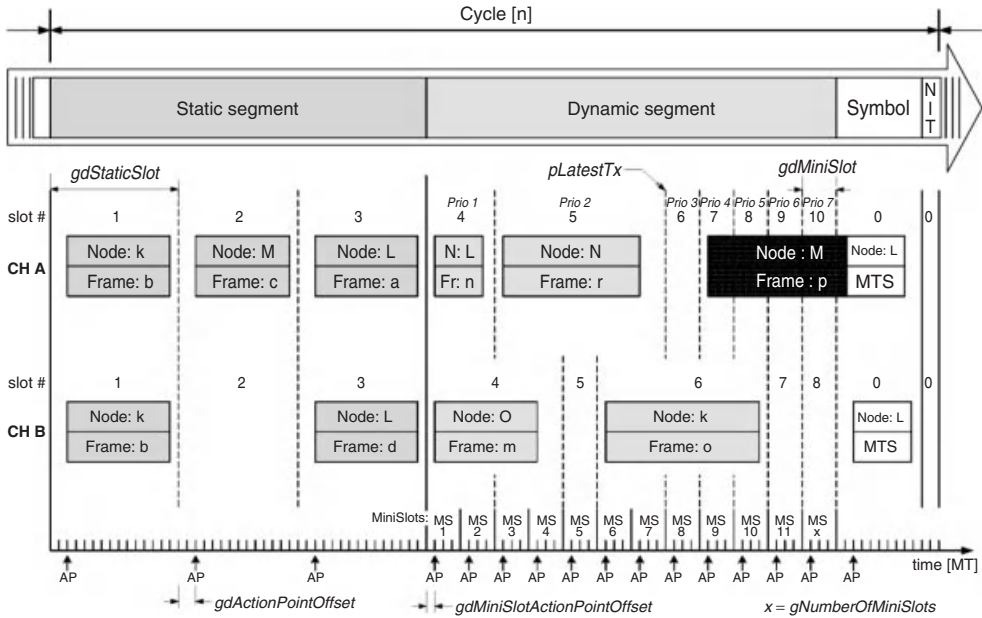 Cycle [n]
Static segment
Dynamic segment
Symbol
N
I
T
gdStaticSlot
pLatestTx
gdMiniSlot
Prio 1 Prio 2 Prio 3 Prio 4 Prio 5 Prio 6 Prio 7
slot # 1 2 3 4 5 6 7 8 9 10 0 0
CH A
Node: k Node: M Node: L N: L Node: N Node : M Node: L
Frame: b Frame: c Frame: a Fr: n Frame: r Frame : p MTS
slot # 1 2 3 4 5 6 7 8 0 0
CH B
Node: k Node: L Node: O Node: k Node: L
Frame: b Frame: d Frame: m Frame: o MTS
MiniSlots: MS MS MS MS MS MS MS MS MS MS MS MS
1 2 3 4 5 6 7 8 9 10 11 x
time [MT]
AP AP AP AP AP AP AP AP AP AP AP AP AP AP AP AP
gdActionPointOffset
gdMiniSlotActionPointOffset
x = gNumberOfMiniSlots